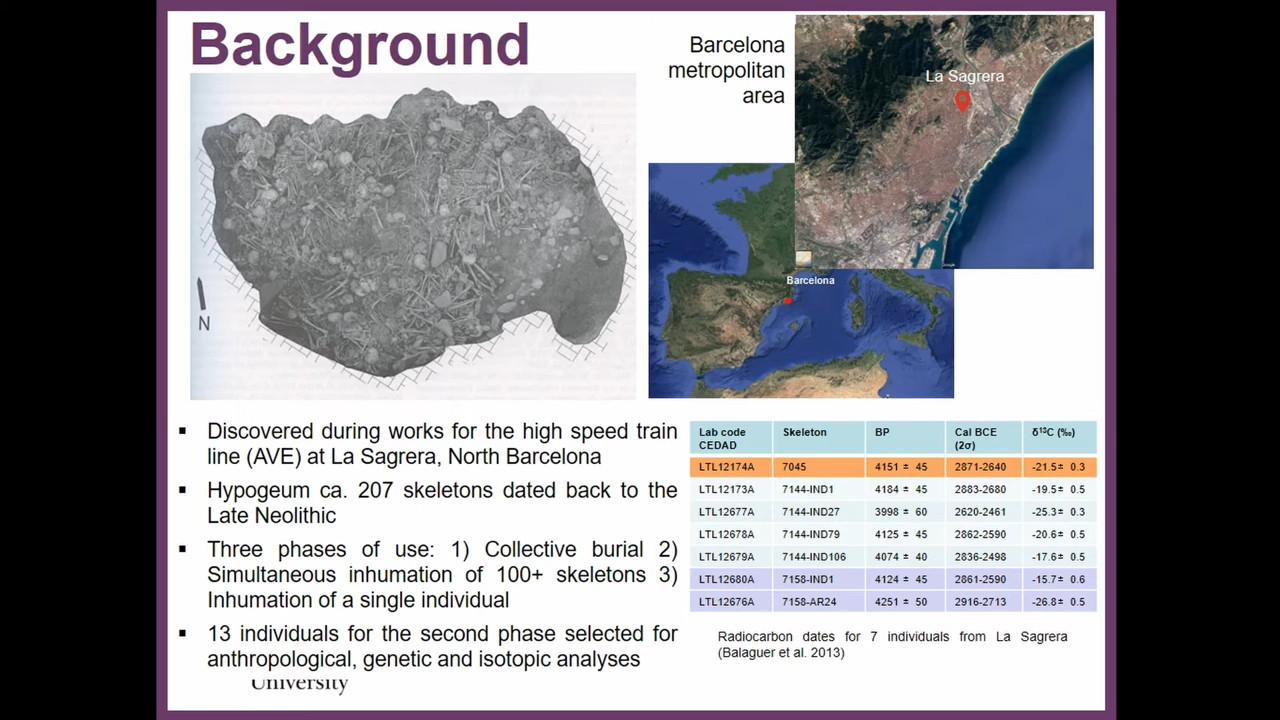 Background
Barcelona
metropolitan
area
La Sagrera
Barcelona
N
▪ Discovered during works for the high speed train
line (AVE) at La Sagrera, North Barcelona
▪ Hypogeum ca. 207 skeletons dated back to the
Late Neolithic
▪ Three phases of use: 1) Collective burial 2)
Simultaneous inhumation of 100+ skeletons 3)
Inhumation of a single individual
▪ 13 individuals for the second phase selected for
anthropological, genetic and isotopic analyses
University
Lab code CEDAD Skeleton BP Cal BCE (2σ) δ¹³C (‰)
LTL12174A 7045 4151 ± 45 2871-2640 -21.5± 0.3
LTL12173A 7144-IND1 4184 ± 45 2883-2680 -19.5± 0.5
LTL12677A 7144-IND27 3998 ± 60 2620-2461 -25.3± 0.3
LTL12678A 7144-IND79 4125 ± 45 2862-2590 -20.6± 0.5
LTL12679A 7144-IND106 4074 ± 40 2836-2498 -17.6± 0.5
LTL12680A 7158-IND1 4124 ± 45 2861-2590 -15.7± 0.6
LTL12676A 7158-AR24 4251 ± 50 2916-2713 -26.8± 0.5
Radiocarbon dates for 7 individuals from La Sagrera
(Balaguer et al. 2013)